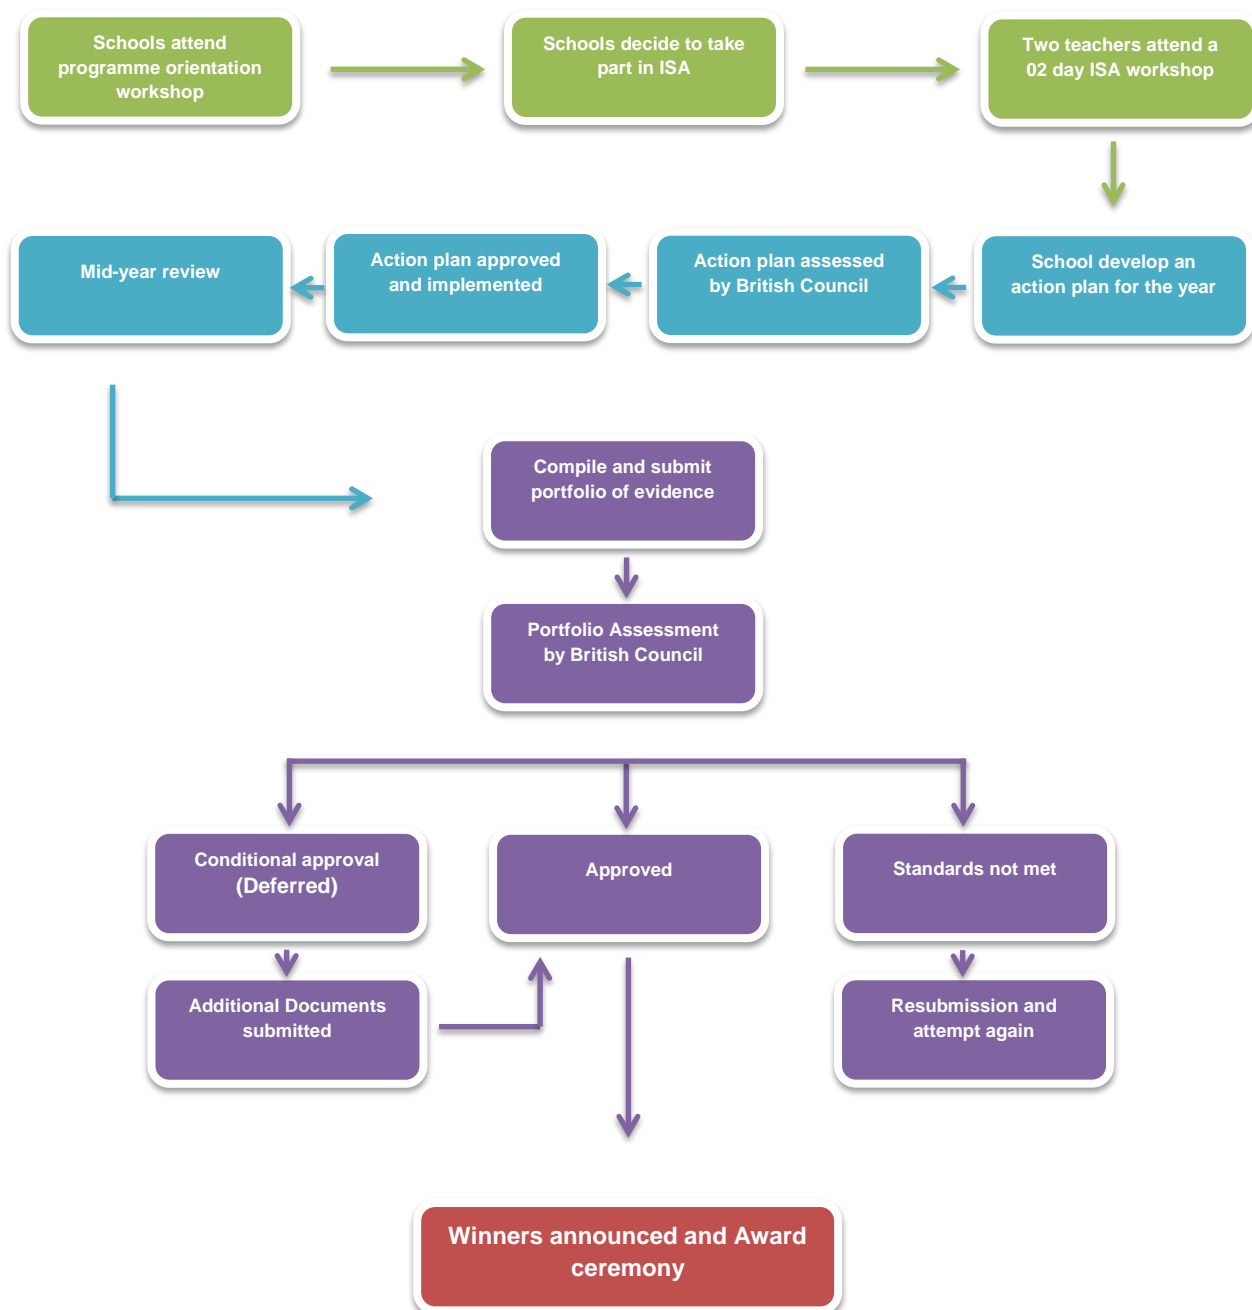 Schools attend
programme orientation
workshop
Schools decide to take
part in ISA
Two teachers attend a
02 day ISA workshop
Mid-year review
Action plan approved
and implemented
Action plan assessed
by British Council
School develop an
action plan for the year
Compile and submit
portfolio of evidence
Portfolio Assessment
by British Council
Conditional approval
(Deferred)
Approved
Standards not met
Additional Documents
submitted
Resubmission and
attempt again
Winners announced and Award
ceremony